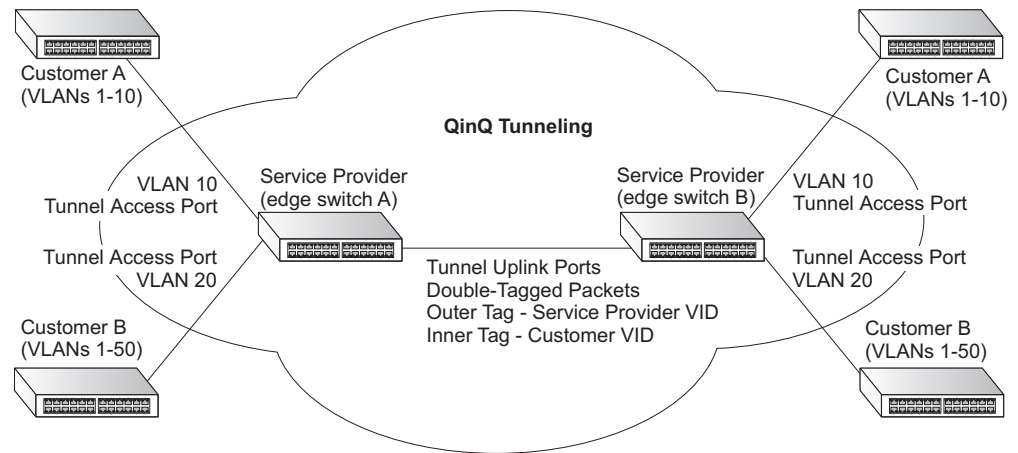 Customer A
(VLANs 1-10)
Customer A
(VLANs 1-10)
QinQ Tunneling
VLAN 10
Tunnel Access Port
Service Provider
(edge switch A)
Service Provider
(edge switch B)
VLAN 10
Tunnel Access Port
Tunnel Access Port
VLAN 20
Tunnel Uplink Ports
Double-Tagged Packets
Outer Tag - Service Provider VID
Inner Tag - Customer VID
Tunnel Access Port
VLAN 20
Customer B
(VLANs 1-50)
Customer B
(VLANs 1-50)